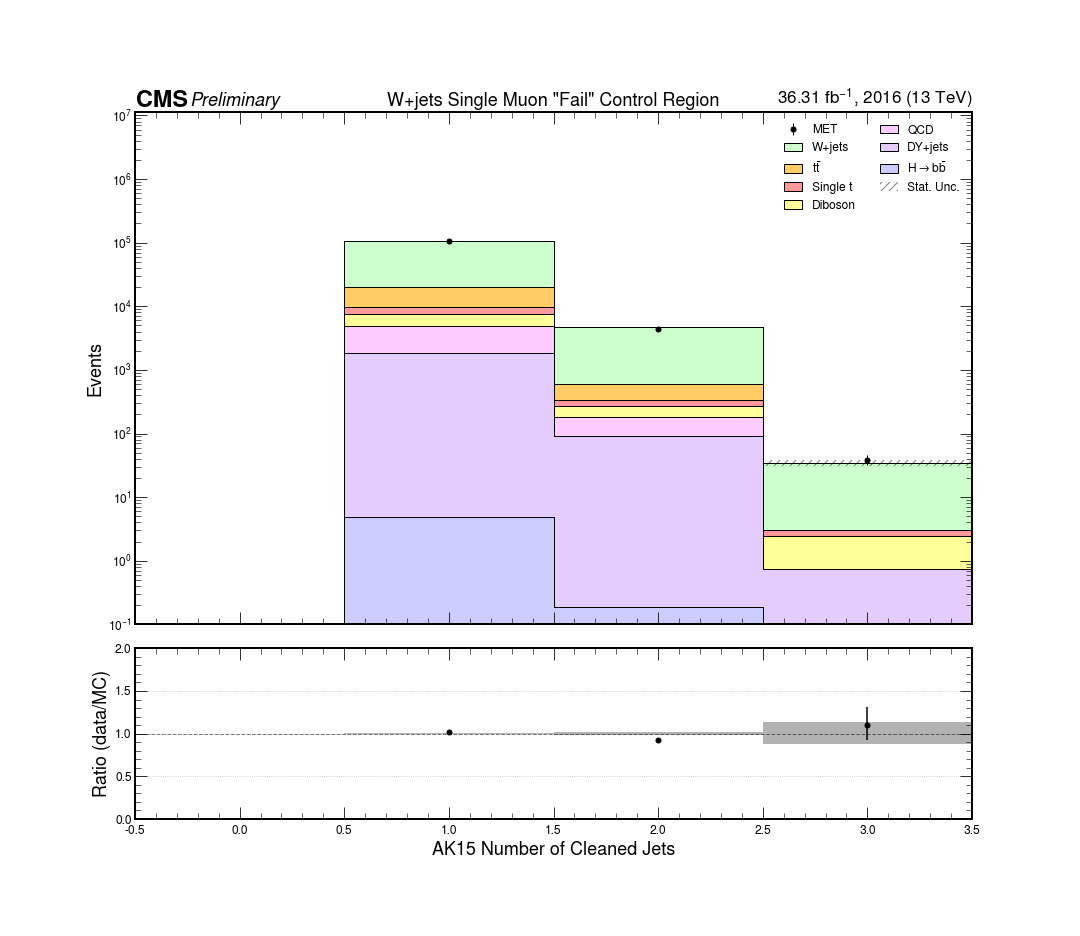 CMS Preliminary W+jets Single Muon "Fail" Control Region 36.31 fb⁻¹, 2016 (13 TeV)
10⁷
10⁶
10⁵
10⁴
10³
10²
10¹
10⁰
10⁻¹
Events
MET QCD
W+jets DY+jets
tt̄ H→bb̄
Single t Stat. Unc.
Diboson
2.0
1.5
1.0
0.5
0.0
Ratio (data/MC)
-0.5 0.0 0.5 1.0 1.5 2.0 2.5 3.0 3.5
AK15 Number of Cleaned Jets